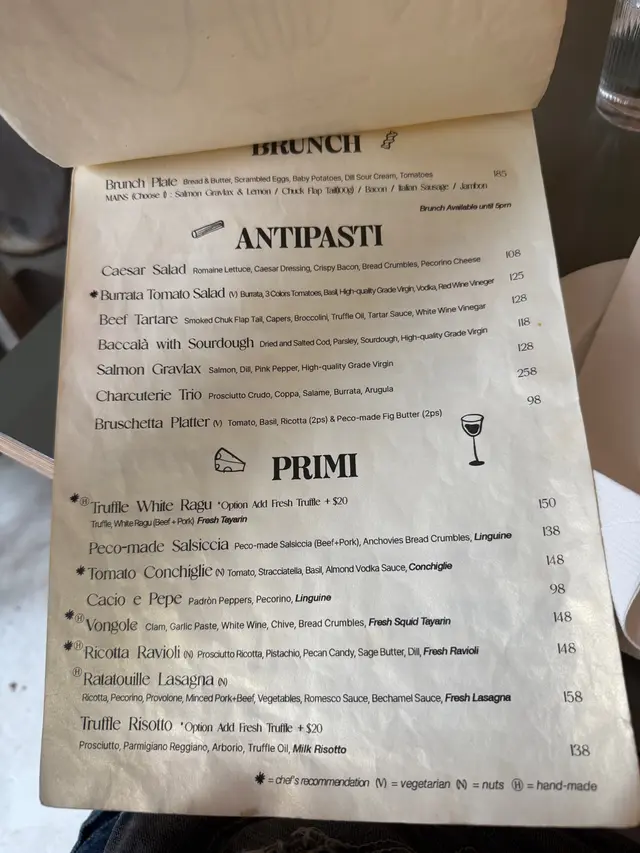 BRUNCH
Brunch Plate Bread & Butter, Scrambled Eggs, Baby Potatoes, Dill Sour Cream, Tomatoes 185
MAINS (Choose 1) : Salmon Gravlax & Lemon / Chuck Flap Tail(100g) / Bacon / Italian Sausage / Jambon
Brunch Available until 5pm
ANTIPASTI
Caesar Salad Romaine Lettuce, Caesar Dressing, Crispy Bacon, Bread Crumbles, Pecorino Cheese 108
Burrata Tomato Salad (V) Burrata, 3 Colors Tomatoes, Basil, High-quality Grade Virgin, Vodka, Red Wine Vineger 125
Beef Tartare Smoked Chuk Flap Tail, Capers, Broccolini, Truffle Oil, Tartar Sauce, White Wine Vinegar 128
Baccalà with Sourdough Dried and Salted Cod, Parsley, Sourdough, High-quality Grade Virgin 118
Salmon Gravlax Salmon, Dill, Pink Pepper, High-quality Grade Virgin 128
Charcuterie Trio Prosciutto Crudo, Coppa, Salame, Burrata, Arugula 258
Bruschetta Platter (V) Tomato, Basil, Ricotta (2ps) & Peco-made Fig Butter (2ps) 98
PRIMI
Ⓗ Truffle White Ragu *Option Add Fresh Truffle + $20 150
Truffle, White Ragu (Beef + Pork) Fresh Tayarin
Peco-made Salsiccia Peco-made Salsiccia (Beef+Pork), Anchovies Bread Crumbles, Linguine 138
Tomato Conchiglie (N) Tomato, Stracciatella, Basil, Almond Vodka Sauce, Conchiglie 148
Cacio e Pepe Padròn Peppers, Pecorino, Linguine 98
Ⓗ Vongole Clam, Garlic Paste, White Wine, Chive, Bread Crumbles, Fresh Squid Tayarin 148
Ⓗ Ricotta Ravioli (N) Prosciutto Ricotta, Pistachio, Pecan Candy, Sage Butter, Dill, Fresh Ravioli 148
Ⓗ Ratatouille Lasagna (N)
Ricotta, Pecorino, Provolone, Minced Pork+Beef, Vegetables, Romesco Sauce, Bechamel Sauce, Fresh Lasagna 158
Truffle Risotto *Option Add Fresh Truffle + $20
Prosciutto, Parmigiano Reggiano, Arborio, Truffle Oil, Milk Risotto 138
= chef's recommendation (V) = vegetarian (N) = nuts Ⓗ = hand-made